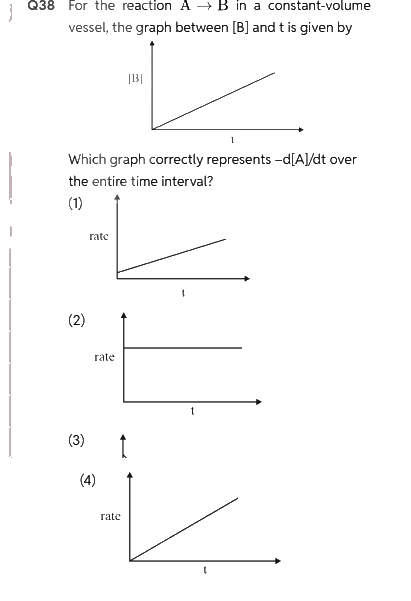 Q38 For the reaction A → B in a constant-volume
vessel, the graph between [B] and t is given by
[B]
t
Which graph correctly represents –d[A]/dt over
the entire time interval?
(1)
rate
t
(2)
rate
t
(3)
(4)
rate
t